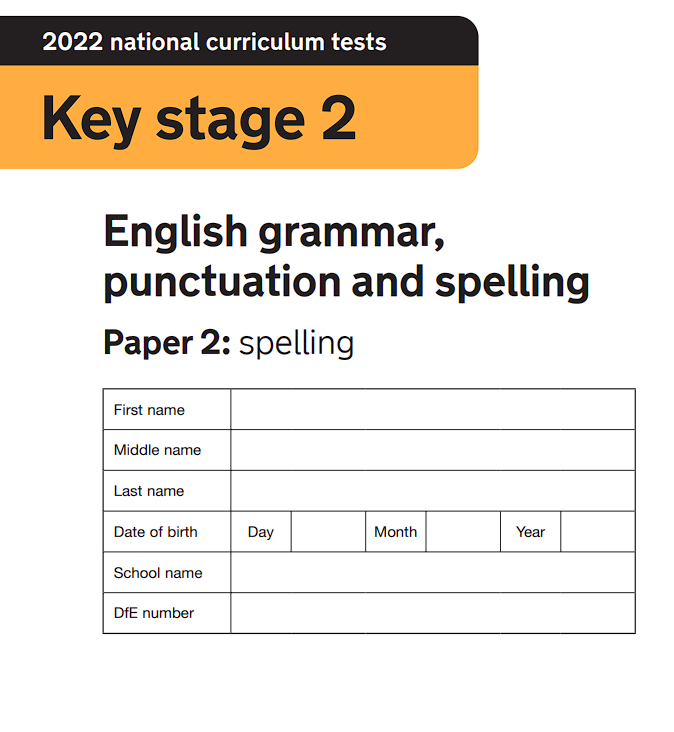 2022 national curriculum tests
Key stage 2
English grammar,
punctuation and spelling
Paper 2: spelling
First name
Middle name
Last name
Date of birth Day Month Year
School name
DfE number